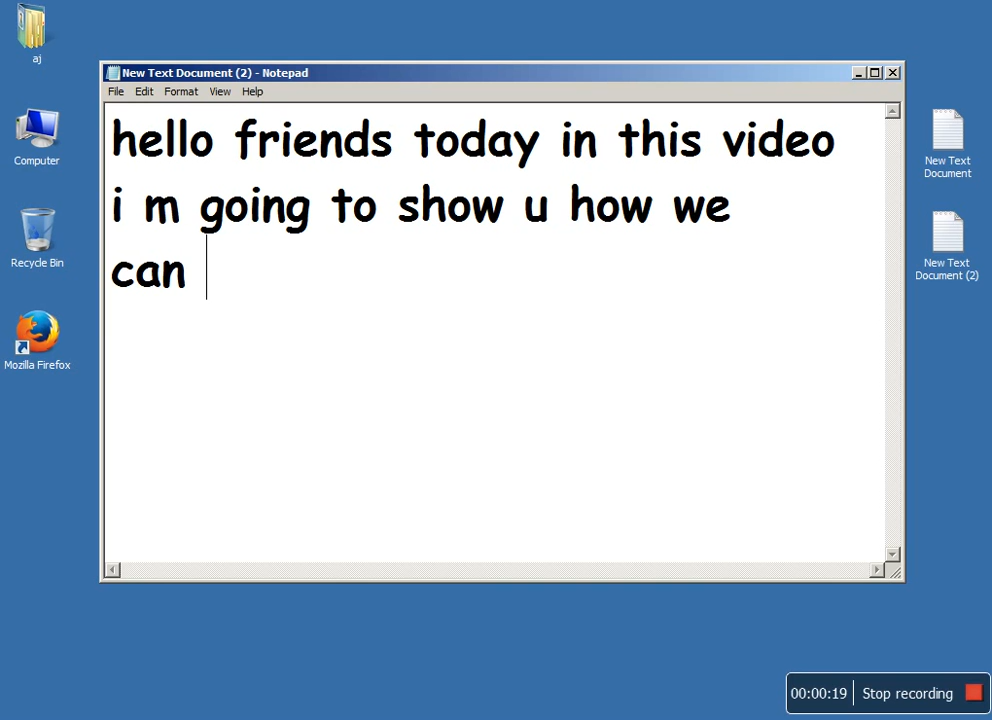 aj
New Text Document (2) - Notepad
File Edit Format View Help
hello friends today in this video
i m going to show u how we
can
Computer
Recycle Bin
Mozilla Firefox
New Text
Document
New Text
Document (2)
00:00:19 Stop recording